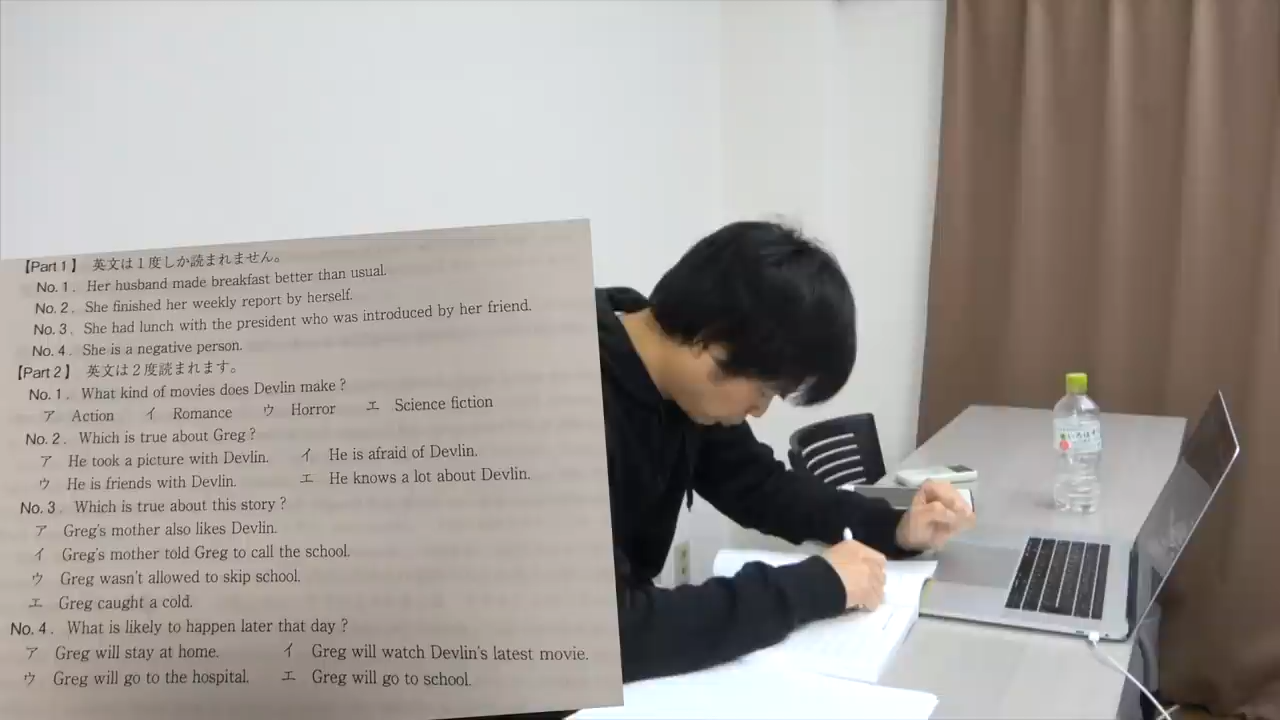 【Part 1】 英文は1度しか読まれません。
No. 1. Her husband made breakfast better than usual.
No. 2. She finished her weekly report by herself.
No. 3. She had lunch with the president who was introduced by her friend.
No. 4. She is a negative person.
【Part 2】 英文は2度読まれます。
No. 1. What kind of movies does Devlin make?
ア Action イ Romance ウ Horror エ Science fiction
No. 2. Which is true about Greg?
ア He took a picture with Devlin. イ He is afraid of Devlin.
ウ He is friends with Devlin. エ He knows a lot about Devlin.
No. 3. Which is true about this story?
ア Greg's mother also likes Devlin.
イ Greg's mother told Greg to call the school.
ウ Greg wasn't allowed to skip school.
エ Greg caught a cold.
No. 4. What is likely to happen later that day?
ア Greg will stay at home. イ Greg will watch Devlin's latest movie.
ウ Greg will go to the hospital. エ Greg will go to school.
いろはす